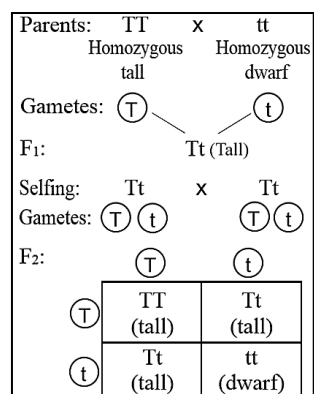 Parents: TT x tt
Homozygous Homozygous
tall dwarf
Gametes: T t
F₁: Tt (Tall)
Selfing: Tt x Tt
Gametes: T t T t
F₂: T t
T TT Tt
(tall) (tall)
t Tt tt
(tall) (dwarf)